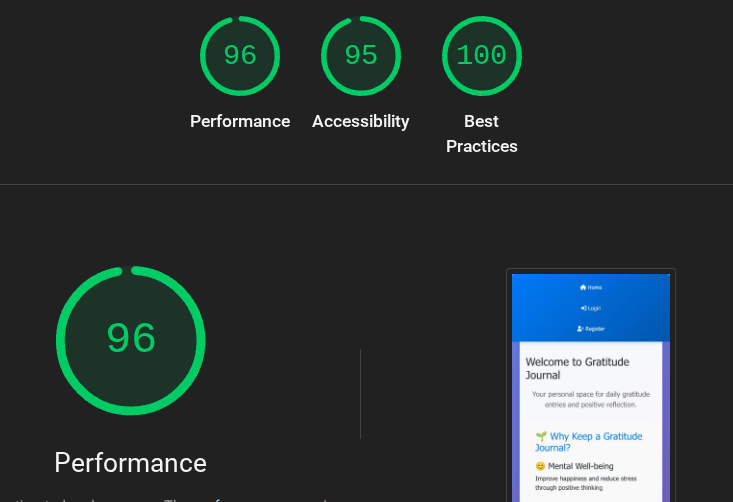 96 95 100
Performance Accessibility Best
Practices
96
Performance
Home
Login
Register
Welcome to Gratitude
Journal
Your personal space for daily gratitude
entries and positive reflection.
🌱 Why Keep a Gratitude
Journal?
😊 Mental Well-being
Improve happiness and reduce stress
through positive thinking